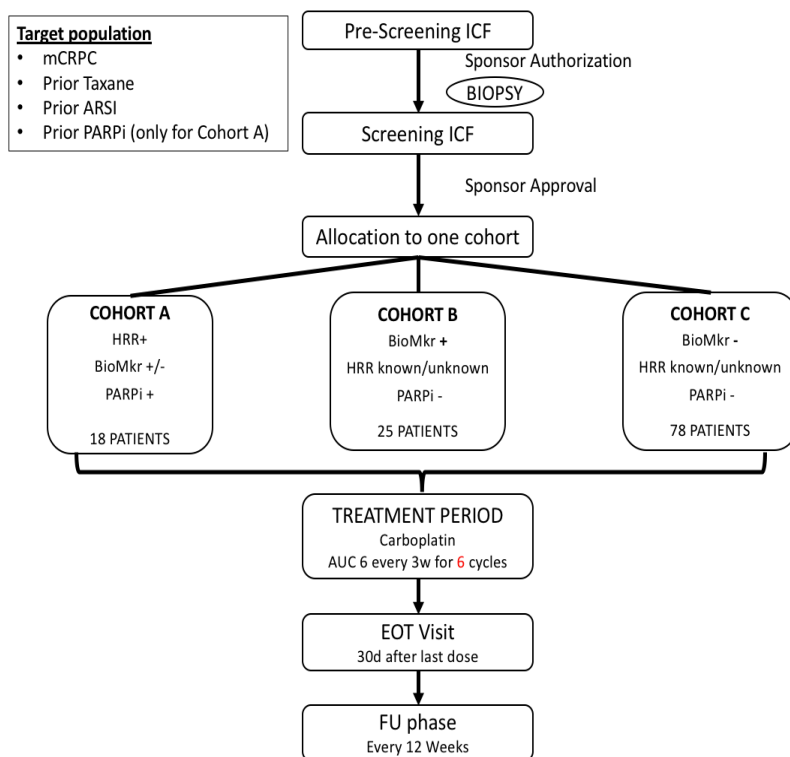 Target population
• mCRPC
• Prior Taxane
• Prior ARSI
• Prior PARPi (only for Cohort A)
Pre-Screening ICF
Sponsor Authorization
BIOPSY
Screening ICF
Sponsor Approval
Allocation to one cohort
COHORT A
HRR+
BioMkr +/-
PARPi +
18 PATIENTS
COHORT B
BioMkr +
HRR known/unknown
PARPi -
25 PATIENTS
COHORT C
BioMkr -
HRR known/unknown
PARPi -
78 PATIENTS
TREATMENT PERIOD
Carboplatin
AUC 6 every 3w for 6 cycles
EOT Visit
30d after last dose
FU phase
Every 12 Weeks